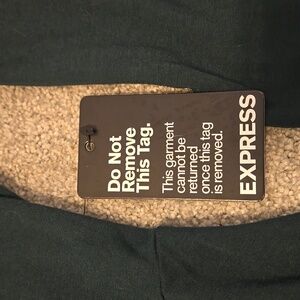 Do Not
Remove
This Tag.
This garment
cannot be
returned
once this tag
is removed.
EXPRESS